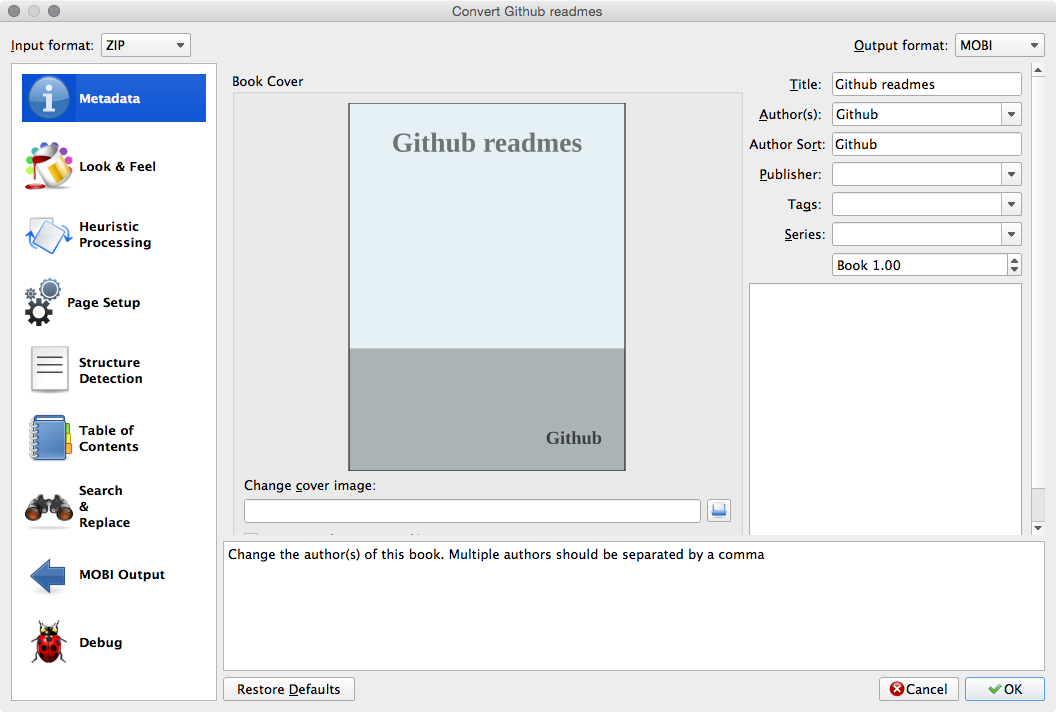 Convert Github readmes
Input format: ZIP
Output format: MOBI
Metadata
Look & Feel
Heuristic
Processing
Page Setup
Structure
Detection
Table of
Contents
Search
&
Replace
MOBI Output
Debug
Book Cover
Github readmes
Github
Change cover image:
Title: Github readmes
Author(s): Github
Author Sort: Github
Publisher:
Tags:
Series:
Book 1.00
Change the author(s) of this book. Multiple authors should be separated by a comma
Restore Defaults
Cancel
OK